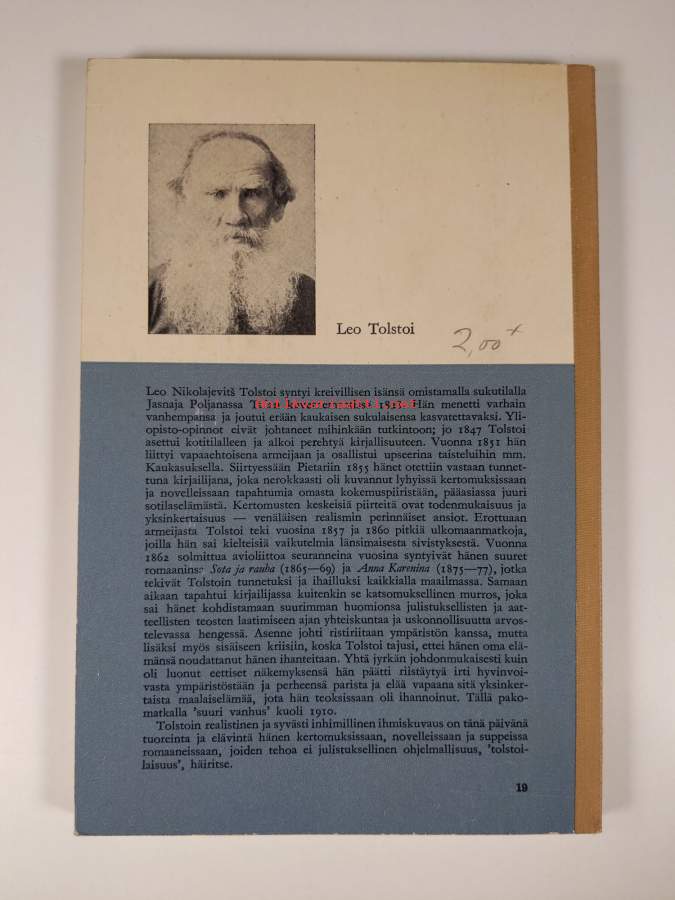 Leo Tolstoi
2,00 +
Leo Nikolajevitš Tolstoi syntyi kreivillisen isänsä omistamalla sukutilalla
Jasnaja Poljanassa Tulan kuvernementissa 1828. Hän menetti varhain
vanhempansa ja joutui erään kaukaisen sukulaisensa kasvatettavaksi. Yli-
opisto-opinnot eivät johtaneet mihinkään tutkintoon; jo 1847 Tolstoi
asettui kotitilalleen ja alkoi perehtyä kirjallisuuteen. Vuonna 1851 hän
liittyi vapaaehtoisena armeijaan ja osallistui upseerina taisteluihin mm.
Kaukasuksella. Siirtyessään Pietariin 1855 hänet otettiin vastaan tunnet-
tuna kirjailijana, joka nerokkaasti oli kuvannut lyhyissä kertomuksissaan
ja novelleissaan tapahtumia omasta kokemuspiiristään, pääasiassa juuri
sotilaselämästä. Kertomusten keskeisiä piirteitä ovat todenmukaisuus ja
yksinkertaisuus — venäläisen realismin perinnäiset ansiot. Erottuaan
armeijasta Tolstoi teki vuosina 1857 ja 1860 pitkiä ulkomaanmatkoja,
joilla hän sai kielteisiä vaikutelmia länsimaisesta sivistyksestä. Vuonna
1862 solmittua avioliittoa seuranneina vuosina syntyivät hänen suuret
romaaninsa Sota ja rauha (1865—69) ja Anna Karenina (1875—77), jotka
tekivät Tolstoin tunnetuksi ja ihailluksi kaikkialla maailmassa. Samaan
aikaan tapahtui kirjailijassa kuitenkin se katsomuksellinen murros, joka
sai hänet kohdistamaan suurimman huomionsa julistuksellisten ja aat-
teellisten teosten laatimiseen ajan yhteiskuntaa ja uskonnollisuutta arvos-
televassa hengessä. Asenne johti ristiriitaan ympäristön kanssa, mutta
lisäksi myös sisäiseen kriisiin, koska Tolstoi tajusi, ettei hänen oma elä-
mänsä noudattanut hänen ihanteitaan. Yhtä jyrkän johdonmukaisesti kuin
oli luonut eettiset näkemyksensä hän päätti riistäytyä irti hyvinvoi-
vasta ympäristöstään ja perheensä parista ja elää vapaana sitä yksinker-
taista maalaiselämää, jota hän teoksissaan oli ihannoinut. Tällä pako-
matkalla 'suuri vanhus' kuoli 1910.
Tolstoin realistinen ja syvästi inhimillinen ihmiskuvaus on tänä päivänä
tuoreinta ja elävintä hänen kertomuksissaan, novelleissaan ja suppeissa
romaaneissaan, joiden tehoa ei julistuksellinen ohjelmallisuus, 'tolstoi-
laisuus', häiritse.
19